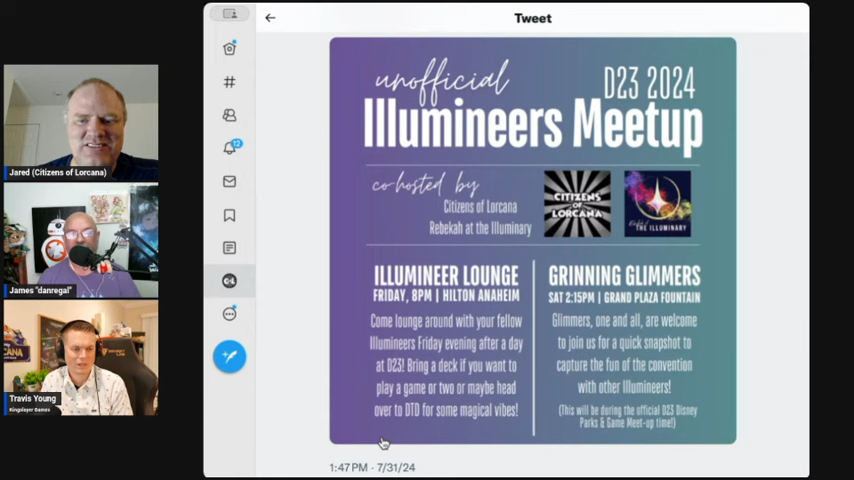 Tweet
unofficial
D23 2024
Illumineers Meetup
co-hosted by
Citizens of Lorcana
Rebekah at the Illuminary
CITIZENS
OF
LORCANA
THE ILLUMINARY
ILLUMINEER LOUNGE
FRIDAY, 8PM | HILTON ANAHEIM
Come lounge around with your fellow
Illumineers Friday evening after a day
at D23! Bring a deck if you want to
play a game or two or maybe head
over to DTD for some magical vibes!
GRINNING GLIMMERS
SAT 2:15PM | GRAND PLAZA FOUNTAIN
Glimmers, one and all, are welcome
to join us for a quick snapshot to
capture the fun of the convention
with other Illumineers!
(This will be during the official D23 Disney
Parks & Game Meet-up time!)
1:47 PM · 7/31/24
Jared (Citizens of Lorcana)
James "danregal"
Travis Young
Kingslayer Games
12